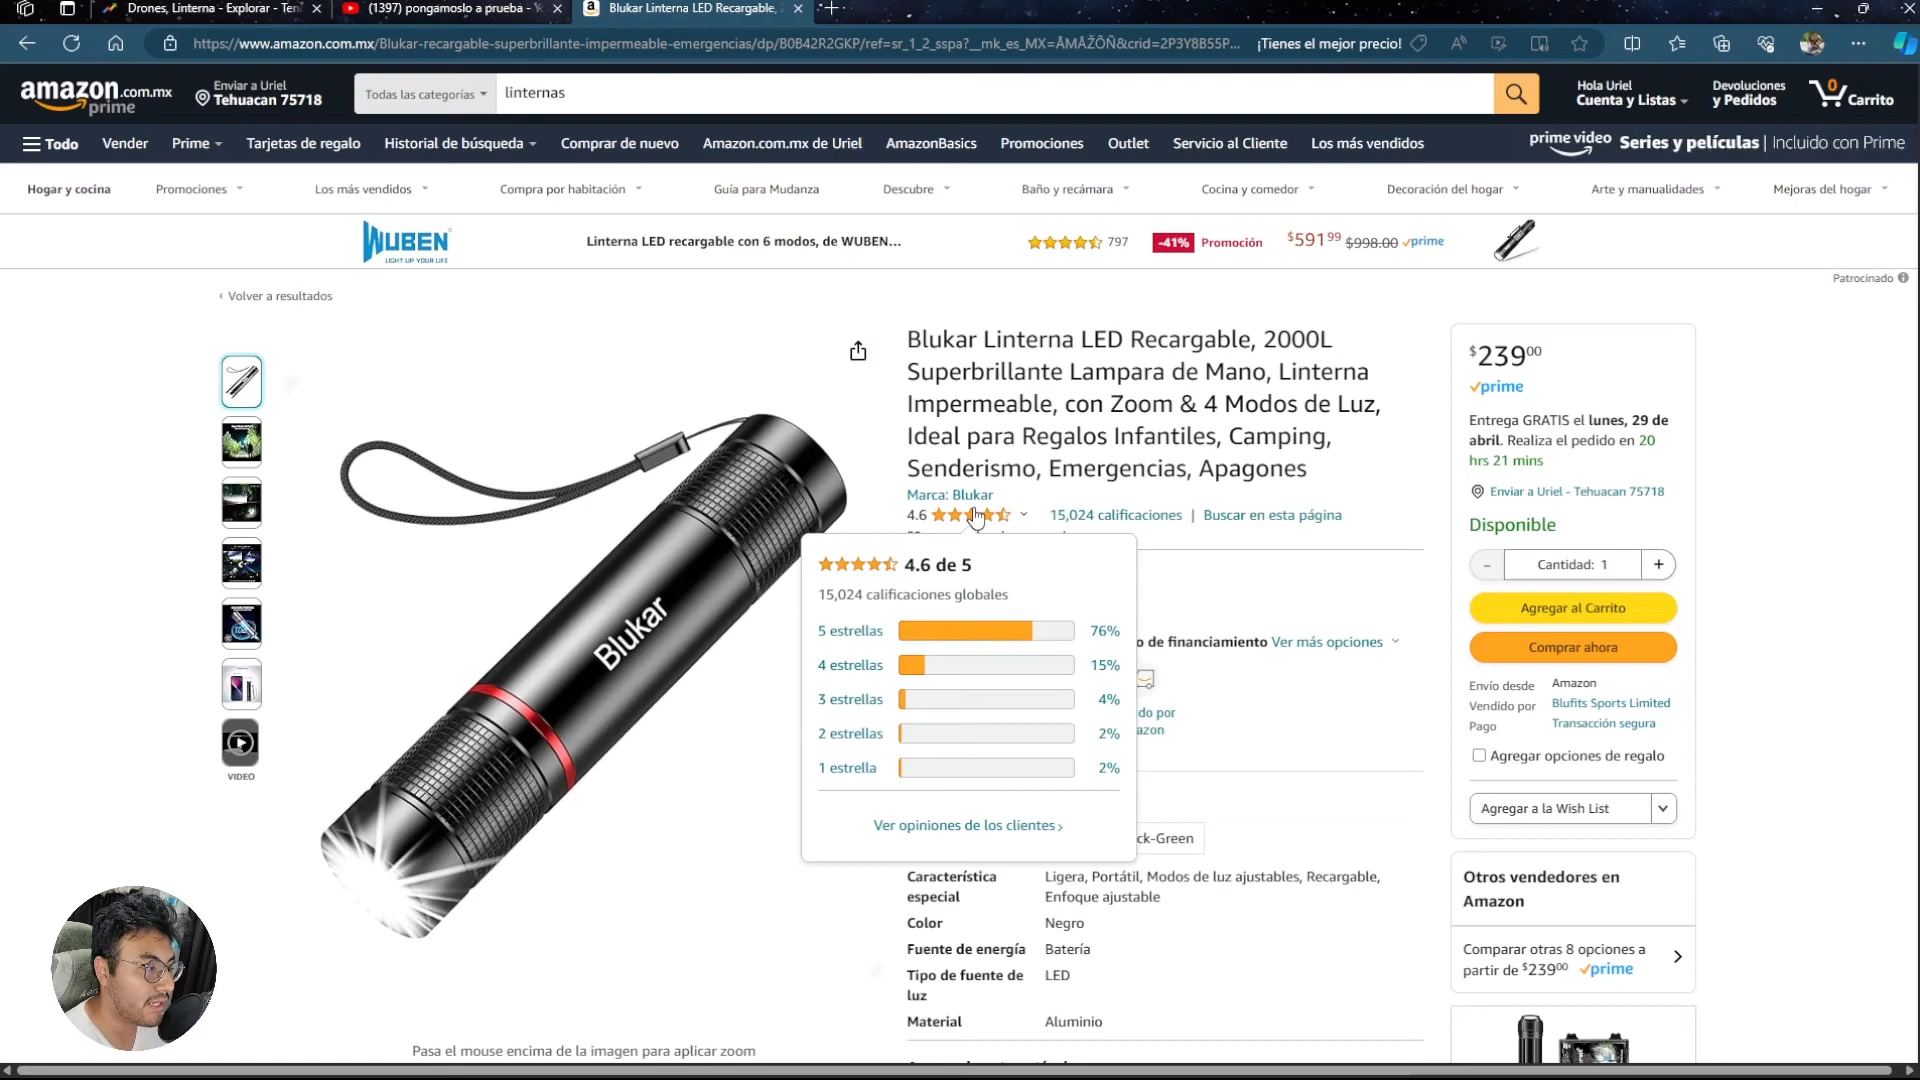 Drones, Linterna - Explorar - Ten
(1397) pongamoslo a prueba - Yo
Blukar Linterna LED Recargable,
https://www.amazon.com.mx/Blukar-recargable-superbrillante-impermeable-emergencias/dp/B0B42R2GKP/ref=sr_1_2_sspa?__mk_es_MX=ÅMÅŽÕÑ&crid=2P3Y8B55P...
¡Tienes el mejor precio!
amazon.com.mx
prime
Enviar a Uriel
Tehuacan 75718
Todas las categorías
linternas
Hola Uriel
Cuenta y Listas
Devoluciones
y Pedidos
0
Carrito
Todo
Vender
Prime
Tarjetas de regalo
Historial de búsqueda
Comprar de nuevo
Amazon.com.mx de Uriel
AmazonBasics
Promociones
Outlet
Servicio al Cliente
Los más vendidos
prime video Series y películas | Incluido con Prime
Hogar y cocina
Promociones
Los más vendidos
Compra por habitación
Guía para Mudanza
Descubre
Baño y recámara
Cocina y comedor
Decoración del hogar
Arte y manualidades
Mejoras del hogar
WUBEN
LIGHT UP YOUR LIFE
Linterna LED recargable con 6 modos, de WUBEN...
797
-41% Promoción
$591 99 $998.00 prime
Patrocinado
‹ Volver a resultados
Blukar
VIDEO
Pasa el mouse encima de la imagen para aplicar zoom
Blukar Linterna LED Recargable, 2000L
Superbrillante Lampara de Mano, Linterna
Impermeable, con Zoom & 4 Modos de Luz,
Ideal para Regalos Infantiles, Camping,
Senderismo, Emergencias, Apagones
Marca: Blukar
4.6
15,024 calificaciones | Buscar en esta página
4.6 de 5
15,024 calificaciones globales
5 estrellas 76%
4 estrellas 15%
3 estrellas 4%
2 estrellas 2%
1 estrella 2%
Ver opiniones de los clientes ›
o de financiamiento Ver más opciones
do por
azon
ck-Green
Característica especial
Ligera, Portátil, Modos de luz ajustables, Recargable,
Enfoque ajustable
Color Negro
Fuente de energía Batería
Tipo de fuente de luz
LED
Material Aluminio
$239 00
prime
Entrega GRATIS el lunes, 29 de
abril. Realiza el pedido en 20
hrs 21 mins
Enviar a Uriel - Tehuacan 75718
Disponible
- Cantidad: 1 +
Agregar al Carrito
Comprar ahora
Envío desde Amazon
Vendido por Blufits Sports Limited
Pago Transacción segura
Agregar opciones de regalo
Agregar a la Wish List
Otros vendedores en
Amazon
Comparar otras 8 opciones a
partir de $239 00 prime